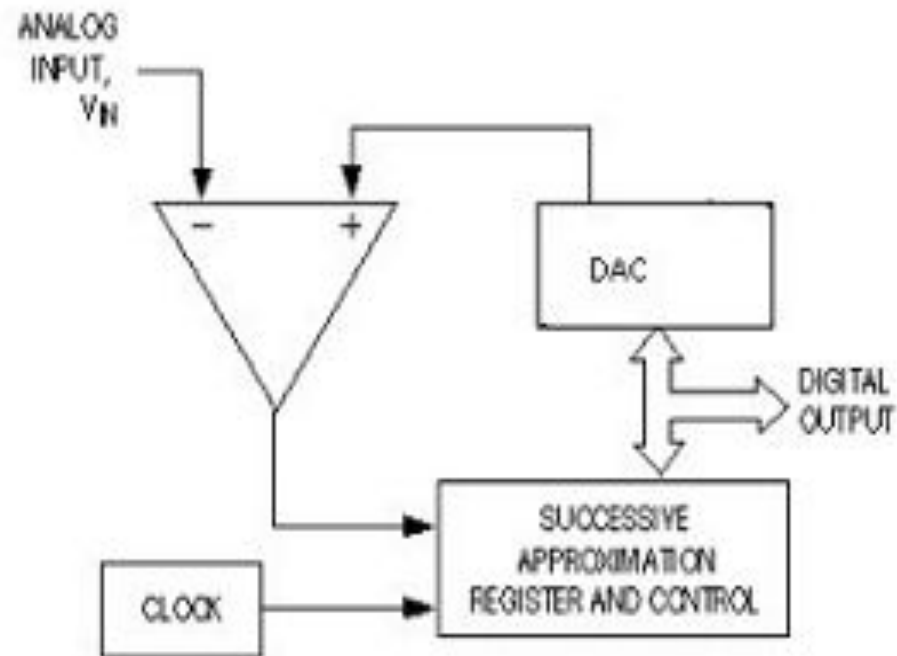 ANALOG
INPUT,
VIN
−
+
DAC
DIGITAL
OUTPUT
SUCCESSIVE
APPROXIMATION
REGISTER AND CONTROL
CLOCK